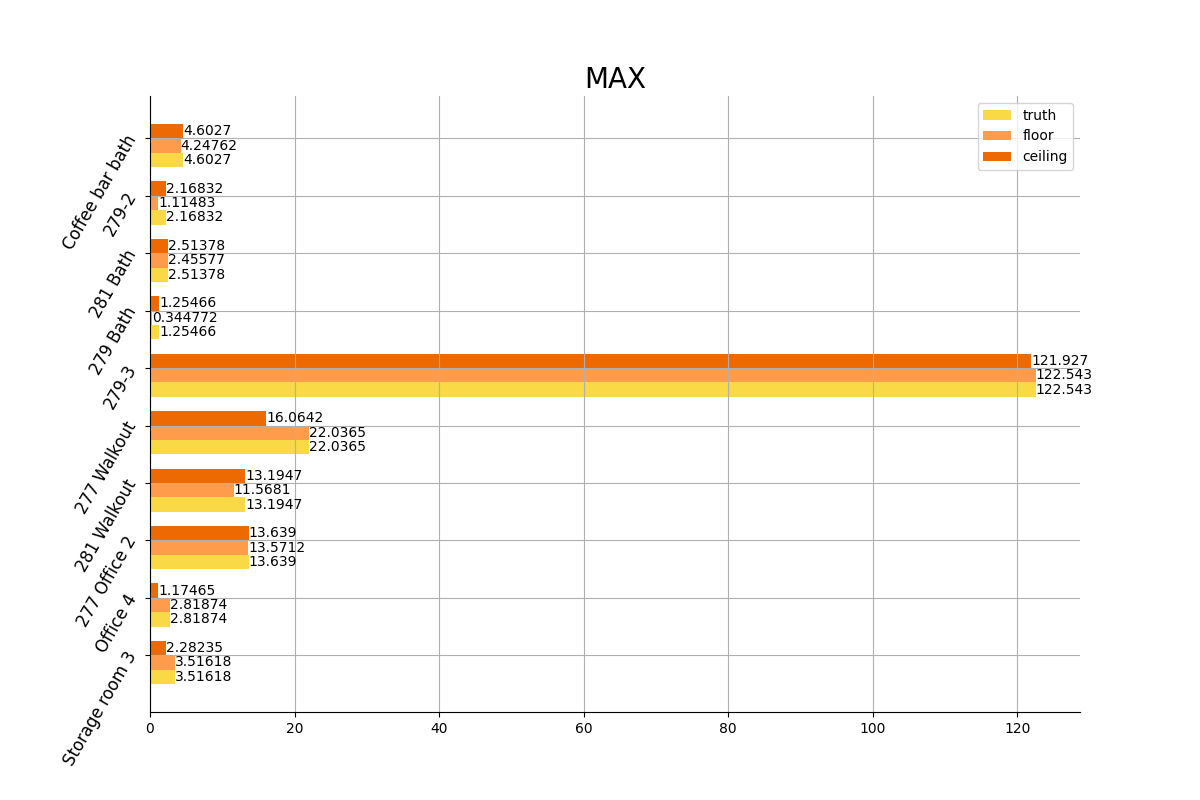 MAX
truth
floor
ceiling
Coffee bar bath
4.6027
4.24762
4.6027
279-2
2.16832
1.11483
2.16832
281 Bath
2.51378
2.45577
2.51378
279 Bath
1.25466
0.344772
1.25466
279-3
121.927
122.543
122.543
277 Walkout
16.0642
22.0365
22.0365
281 Walkout
13.1947
11.5681
13.1947
277 Office 2
13.639
13.5712
13.639
Office 4
1.17465
2.81874
2.81874
Storage room 3
2.28235
3.51618
3.51618
0 20 40 60 80 100 120